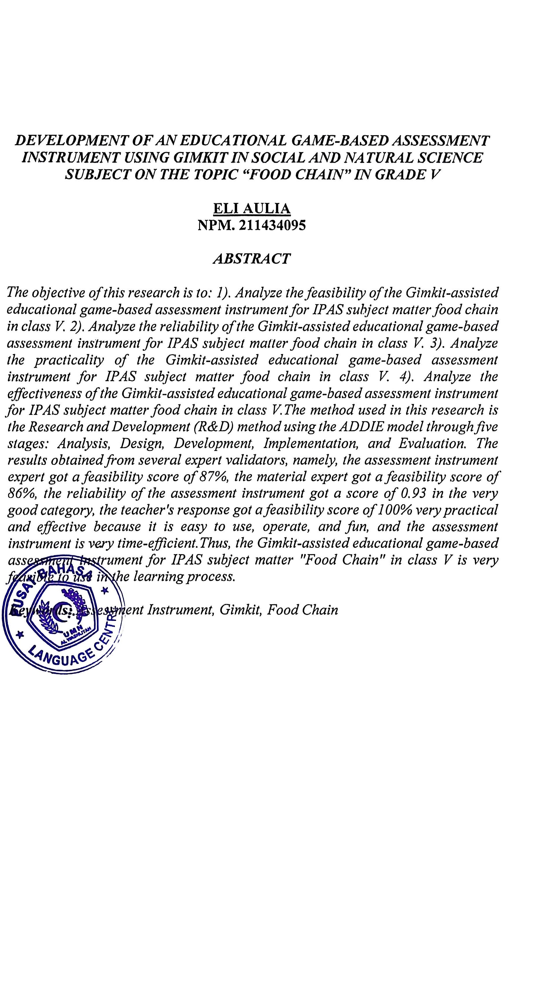 DEVELOPMENT OF AN EDUCATIONAL GAME-BASED ASSESSMENT
INSTRUMENT USING GIMKIT IN SOCIAL AND NATURAL SCIENCE
SUBJECT ON THE TOPIC “FOOD CHAIN” IN GRADE V
ELI AULIA
NPM. 211434095
ABSTRACT
The objective of this research is to: 1). Analyze the feasibility of the Gimkit-assisted
educational game-based assessment instrument for IPAS subject matter food chain
in class V. 2). Analyze the reliability of the Gimkit-assisted educational game-based
assessment instrument for IPAS subject matter food chain in class V. 3). Analyze
the practicality of the Gimkit-assisted educational game-based assessment
instrument for IPAS subject matter food chain in class V. 4). Analyze the
effectiveness of the Gimkit-assisted educational game-based assessment instrument
for IPAS subject matter food chain in class V.The method used in this research is
the Research and Development (R&D) method using the ADDIE model through five
stages: Analysis, Design, Development, Implementation, and Evaluation. The
results obtained from several expert validators, namely, the assessment instrument
expert got a feasibility score of 87%, the material expert got a feasibility score of
86%, the reliability of the assessment instrument got a score of 0.93 in the very
good category, the teacher's response got a feasibility score of 100% very practical
and effective because it is easy to use, operate, and fun, and the assessment
instrument is very time-efficient.Thus, the Gimkit-assisted educational game-based
assessment instrument for IPAS subject matter "Food Chain" in class V is very
feasible to use in the learning process.
Keywords: Assessment Instrument, Gimkit, Food Chain
PUSAT BAHASA
UMN
AL WASHLIYAH
LANGUAGE CENTRE